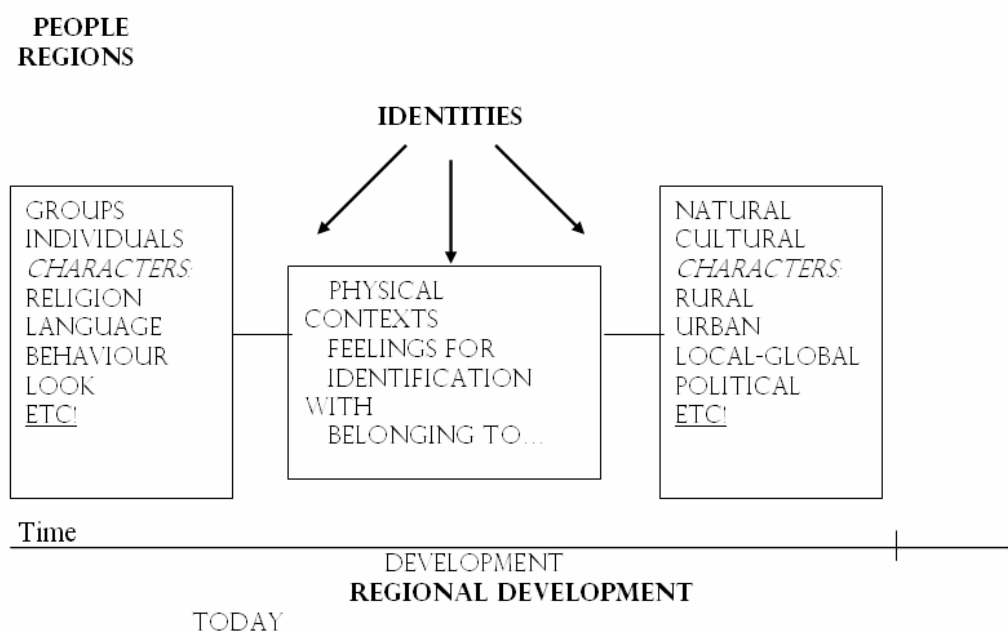 PEOPLE
REGIONS
IDENTITIES
GROUPS
INDIVIDUALS
CHARACTERS:
RELIGION
LANGUAGE
BEHAVIOUR
LOOK
ETC!
PHYSICAL
CONTEXTS
FEELINGS FOR
IDENTIFICATION
WITH
BELONGING TO...
NATURAL
CULTURAL
CHARACTERS:
RURAL
URBAN
LOCAL-GLOBAL
POLITICAL
ETC!
Time
DEVELOPMENT
REGIONAL DEVELOPMENT
TODAY